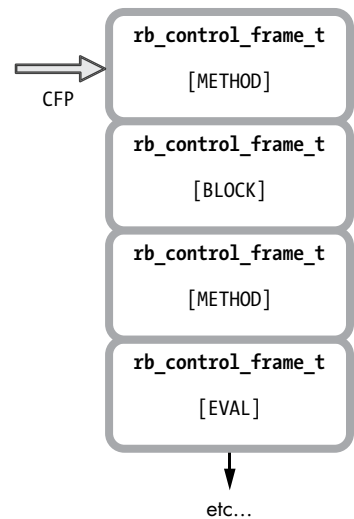 rb_control_frame_t
[METHOD]
CFP
rb_control_frame_t
[BLOCK]
rb_control_frame_t
[METHOD]
rb_control_frame_t
[EVAL]
etc...